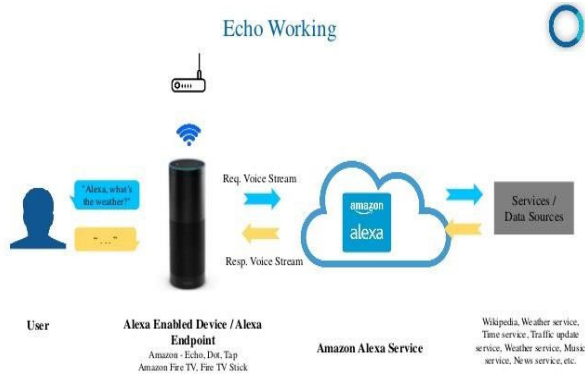 Echo Working
"Alexa, what's
the weather?"
"...."
Req. Voice Stream
Resp. Voice Stream
amazon
alexa
Services /
Data Sources
User
Alexa Enabled Device / Alexa
Endpoint
Amazon - Echo, Dot, Tap
Amazon Fire TV, Fire TV Stick
Amazon Alexa Service
Wikipedia, Weather service,
Time service, Traffic update
service, Weather service, Music
service, News service, etc.